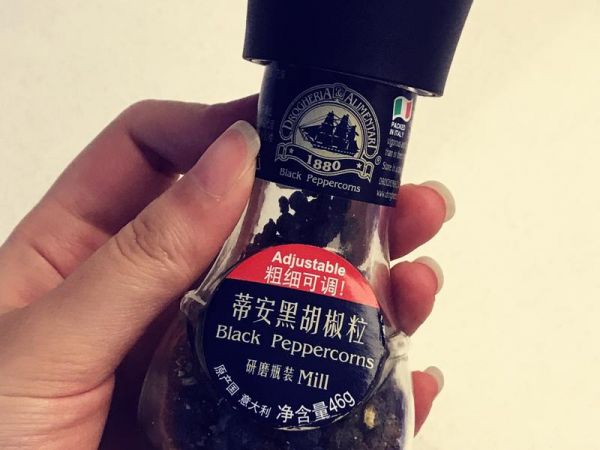 DROGHERIA & ALIMENTARI
1880
Black Peppercorns
PACKED
IN ITALY
Adjustable
粗细可调!
蒂安黑胡椒粒
Black Peppercorns
研磨瓶装 Mill
原产国 意大利 净含量46g